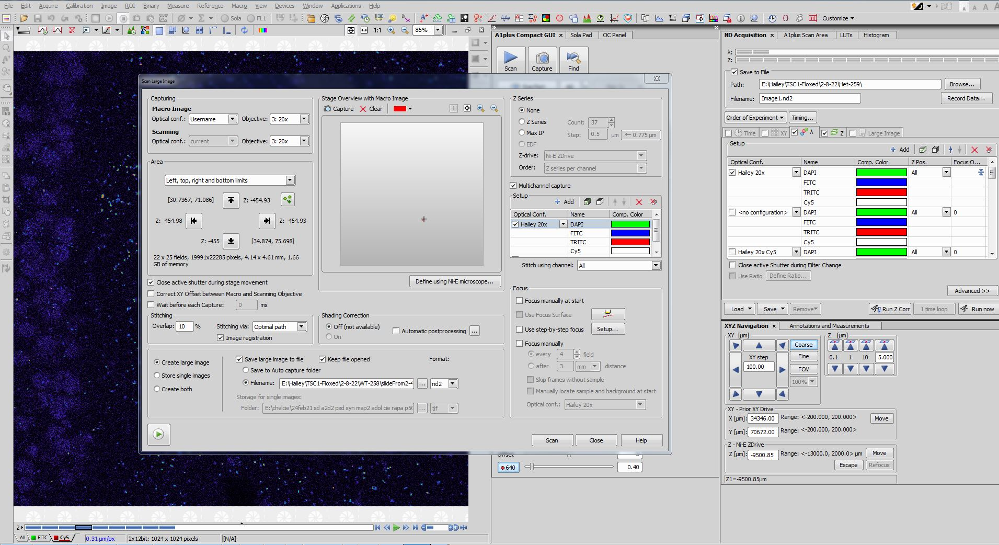 File Edit Acquire Calibration Image ROI Binary Measure Reference Macro View Devices Window Applications Help
Sola FL1 Customize
1:1 85%
A1plus Compact GUI Sola Pad OC Panel
Scan Capture Find
Scan Large Image
Capturing
Macro Image
Optical conf.: Username Objective: 3: 20x
Scanning
Optical conf.: current Objective: 3: 20x
Area
Left, top, right and bottom limits
[30.7367, 71.086] Z: -454.93
Z: -454.98 Z: -454.93
Z: -455 [34.874, 75.698]
22 x 25 fields, 19991x22285 pixels, 4.14 x 4.61 mm, 1.66
GB of memory
Close active shutter during stage movement
Correct XY Offset between Macro and Scanning Objective
Wait before each Capture: 0 ms
Stitching
Overlap: 10 % Stitching via: Optimal path
Image registration
Stage Overview with Macro Image
Capture Clear
Define using Ni-E microscope...
Shading Correction
Off (not available)
On
Automatic postprocessing ...
Create large image
Store single images
Create both
Save large image to file Keep file opened Format:
Save to Auto capture folder
Filename: E:\Hailey\TSC1-Floxed\2-8-22\WT-258\slideFrom2-4 ... nd2
Storage for single images:
Folder: E:\chelcie\24feb21 sd a2d2 psd syn map2 adol cie rapa p50 ... tif
Z Series
None
Z Series Count: 37
Max IP Step: 0.5 µm <- 0.775 µm
EDF
Z-drive: Ni-E ZDrive
Order: Z series per channel
Multichannel capture
Setup
Add
Optical Conf. Name Comp. Color
Hailey 20x DAPI
FITC
TRITC
Cy5
Stitch using channel: All
Focus
Focus manually at start
Use Focus Surface
Use step-by-step focus Setup...
Focus manually
every 4 field
after 3 mm distance
Skip frames without sample
Manually locate sample and background at start
Optical conf.: Hailey 20x
Scan Close Help
Offset
640 0.40
ND Acquisition A1plus Scan Area LUTs Histogram
λ:
Z:
Save to File
Path: E:\Hailey\TSC1-Floxed\2-8-22\Het-259\ Browse...
Filename: Image1.nd2 Record Data...
Order of Experiment Timing...
Time XY λ Z Large Image
Setup
Add
Optical Conf. Name Comp. Color Z Pos. Focus O...
Hailey 20x DAPI All
FITC
TRITC
Cy5
<no configuration> DAPI All 0
FITC
TRITC
Cy5
Hailey 20x Cy5 DAPI All 0
Close active Shutter during Filter Change
Use Ratio Define Ratio...
Advanced >>
Load Save Remove Run Z Corr 1 time loop Run now
XYZ Navigation Annotations and Measurements
XY [µm] Z [µm]
Coarse
XY step Fine 0.1 1 10 5.000
100.00 FOV
100%
XY - Prior XY Drive
X [µm]: 34346.00 Range: <-200.000, 200.000> Move
Y [µm]: 70672.00 Range: <-200.000, 200.000>
Z - Ni-E ZDrive
Z [µm]: -9500.85 Range: <-13000.0, 2000.0> µm Move
Escape Refocus
Z1=-9500.85µm
Z
All FITC Cy5 0.31 µm/px 2x12bit: 1024 x 1024 pixels [N/A]